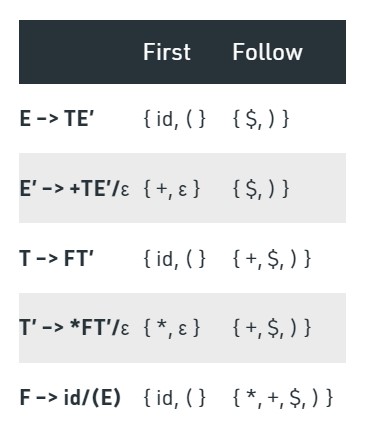 First Follow
E –> TE’ { id, ( } { $, ) }
E’ –> +TE’/ε { +, ε } { $, ) }
T –> FT’ { id, ( } { +, $, ) }
T’ –> *FT’/ε { *, ε } { +, $, ) }
F –> id/(E) { id, ( } { *, +, $, ) }